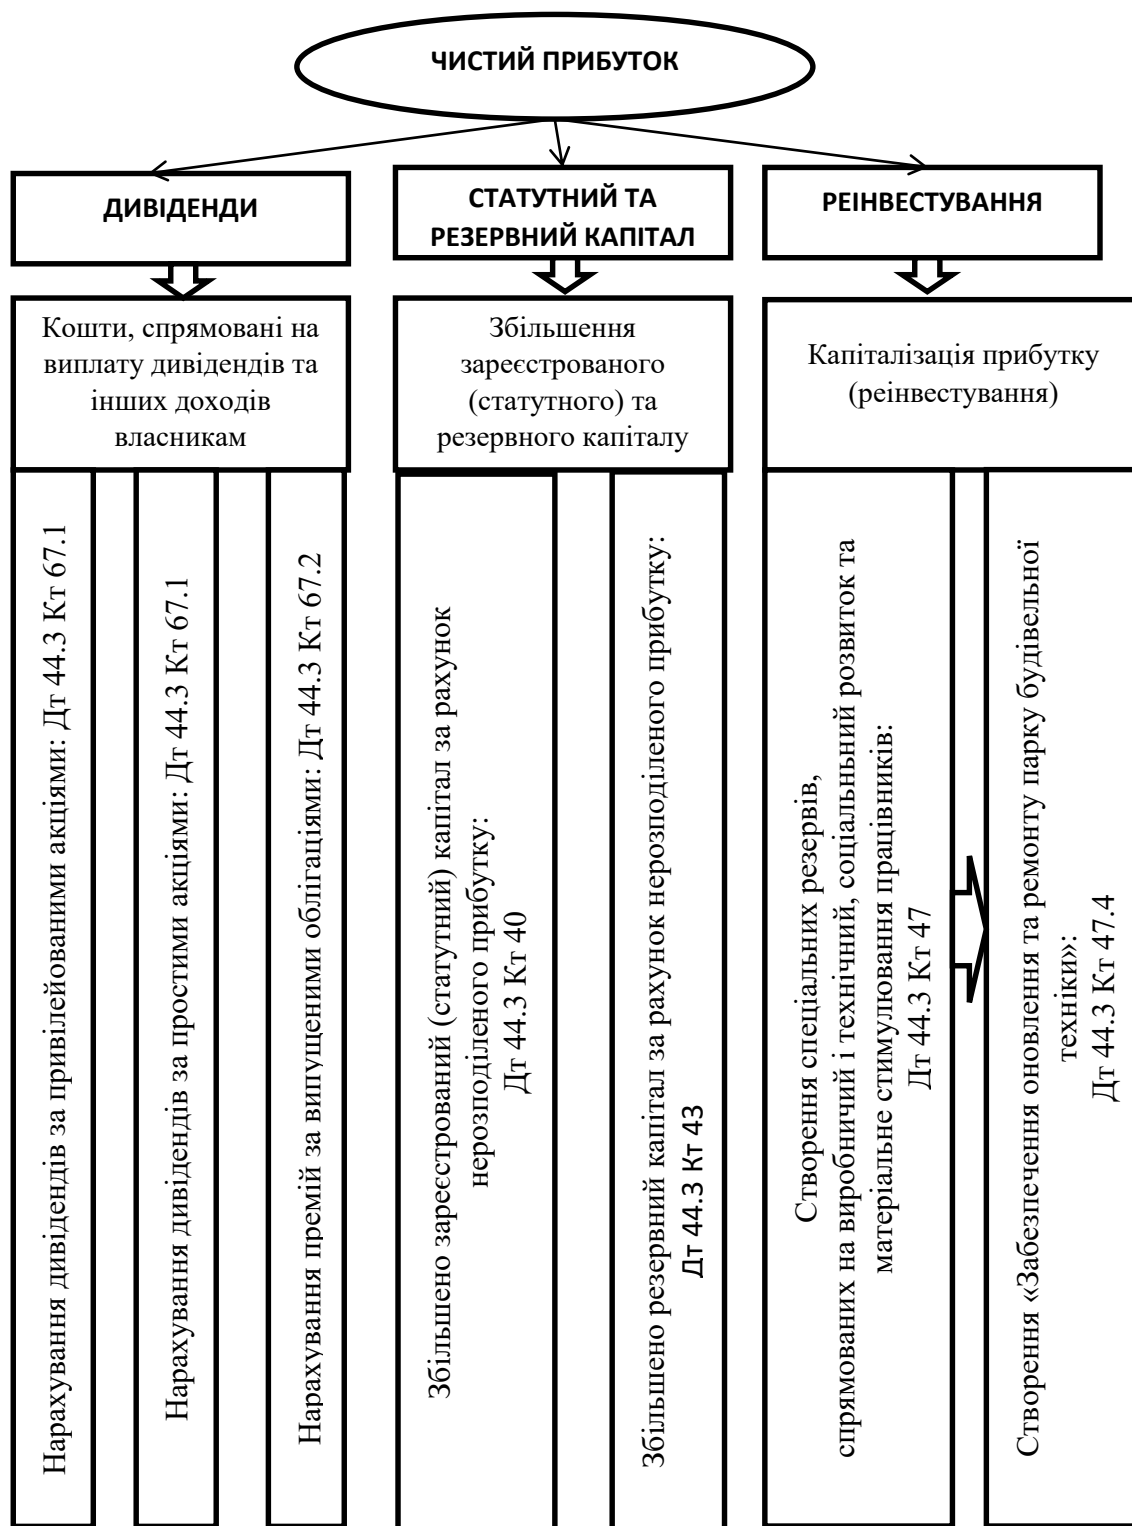 ЧИСТИЙ ПРИБУТОК
ДИВІДЕНДИ
СТАТУТНИЙ ТА
РЕЗЕРВНИЙ КАПІТАЛ
РЕІНВЕСТУВАННЯ
Кошти, спрямовані на
виплату дивідендів та
інших доходів
власникам
Збільшення
зареєстрованого
(статутного) та
резервного капіталу
Капіталізація прибутку
(реінвестування)
Нарахування дивідендів за привілейованими акціями: Дт 44.3 Кт 67.1
Нарахування дивідендів за простими акціями: Дт 44.3 Кт 67.1
Нарахування премій за випущеними облігаціями: Дт 44.3 Кт 67.2
Збільшено зареєстрований (статутний) капітал за рахунок
нерозподіленого прибутку:
Дт 44.3 Кт 40
Збільшено резервний капітал за рахунок нерозподіленого прибутку:
Дт 44.3 Кт 43
Створення спеціальних резервів,
спрямованих на виробничий і технічний, соціальньний розвиток та
матеріальне стимулювання працівників:
Дт 44.3 Кт 47
Створення «Забезпечення оновлення та ремонту парку будівельної
техніки»:
Дт 44.3 Кт 47.4